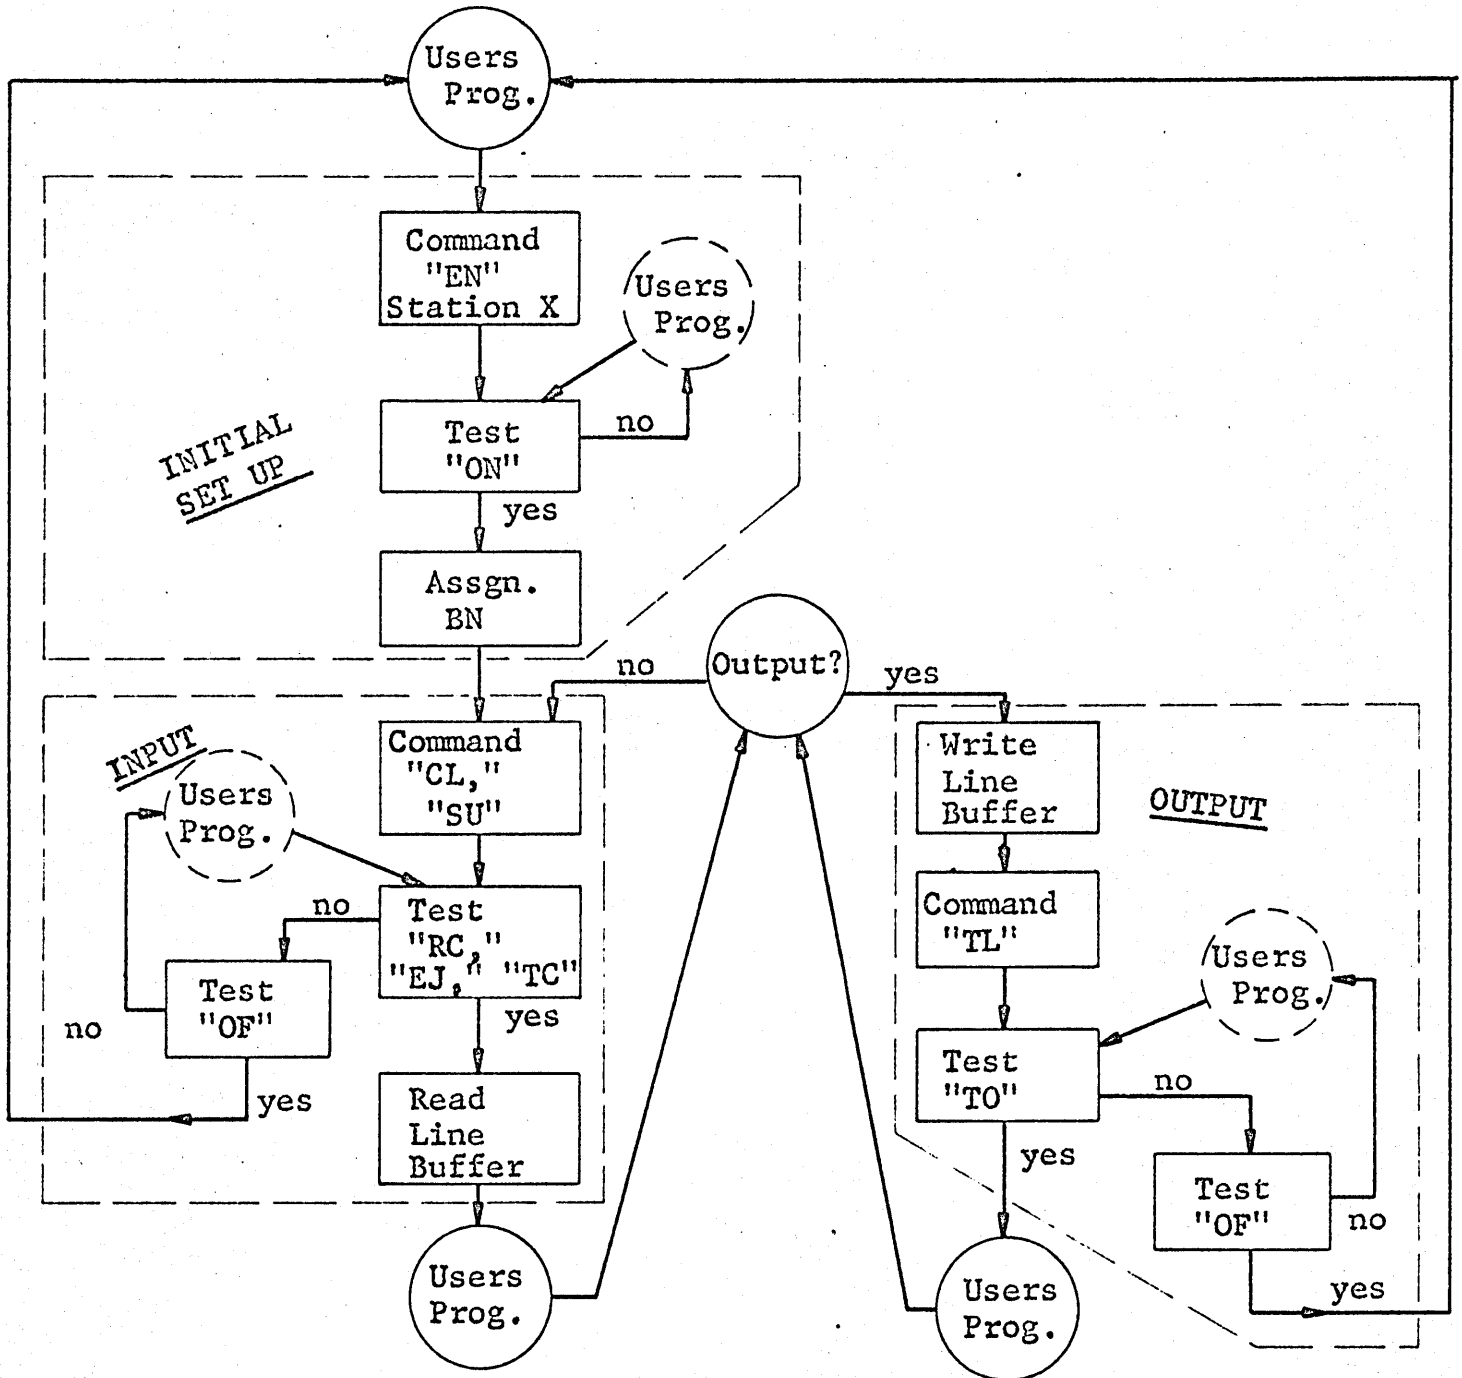 Users
Prog.
Command
"EN"
Station X
Users
Prog.
Test
"ON"
no
yes
INITIAL
SET UP
Assgn.
BN
Output?
no
yes
INPUT
Command
"CL,"
"SU"
Users
Prog.
Test
"RC,"
"EJ," "TC"
no
yes
Test
"OF"
no
yes
Read
Line
Buffer
Users
Prog.
OUTPUT
Write
Line
Buffer
Command
"TL"
Users
Prog.
Test
"TO"
no
yes
Test
"OF"
no
yes
Users
Prog.